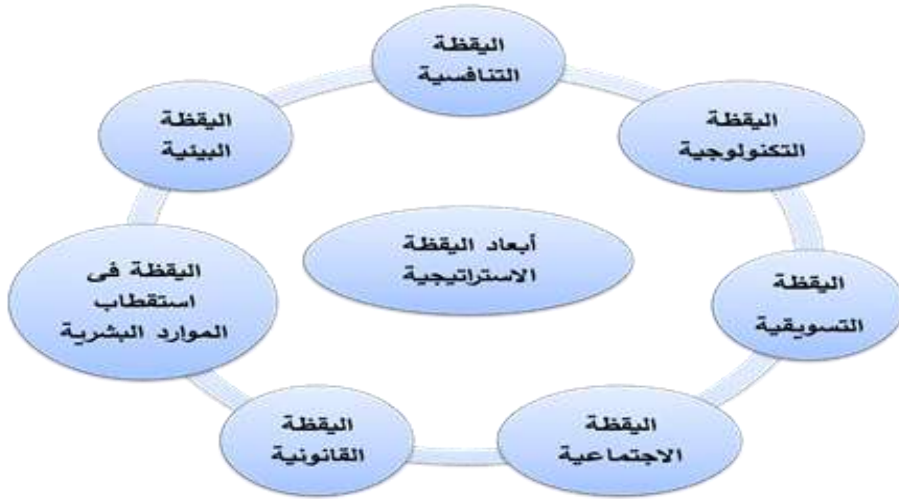 اليقظة
التنافسية
اليقظة
التكنولوجية
اليقظة
التسويقية
اليقظة
الاجتماعية
اليقظة
القانونية
اليقظة فى
استقطاب
الموارد البشرية
اليقظة
البيئية
أبعاد اليقظة
الاستراتيجية